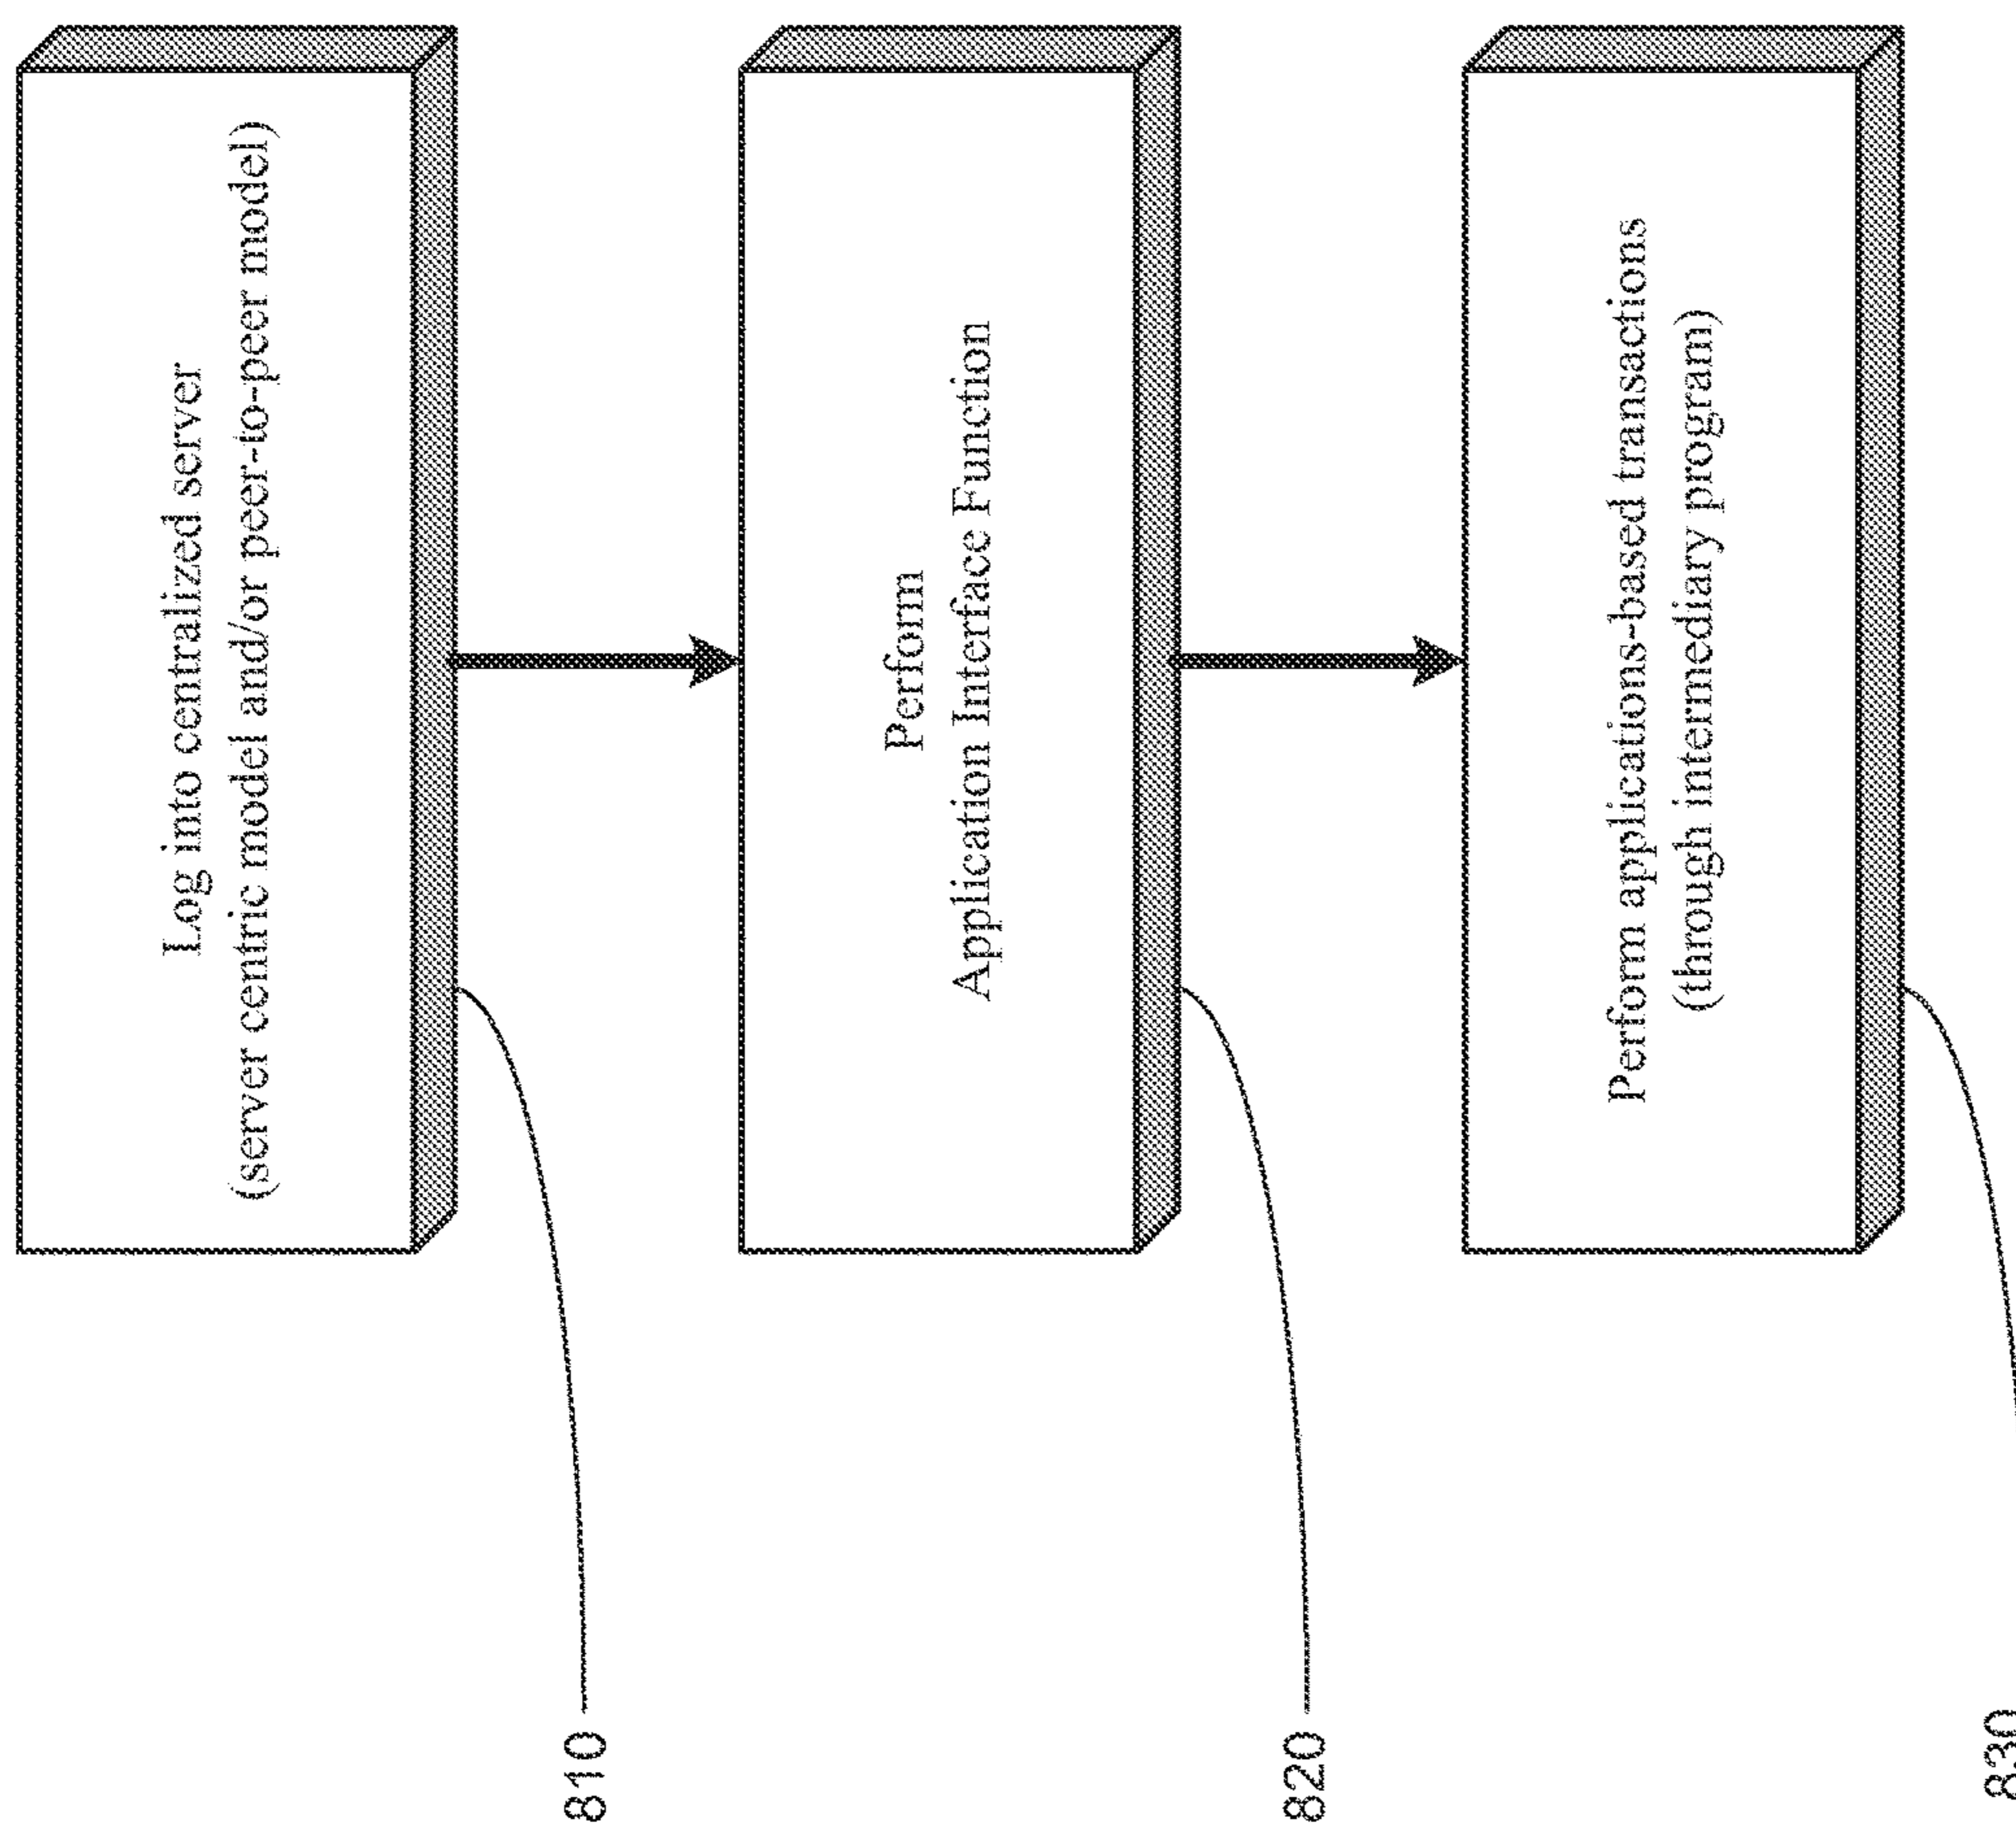 Log into centralized server
(server centric model and/or peer-to-peer model)
810
Perform
Application Interface Function
820
Perform applications-based transactions
(through intermediary program)
830